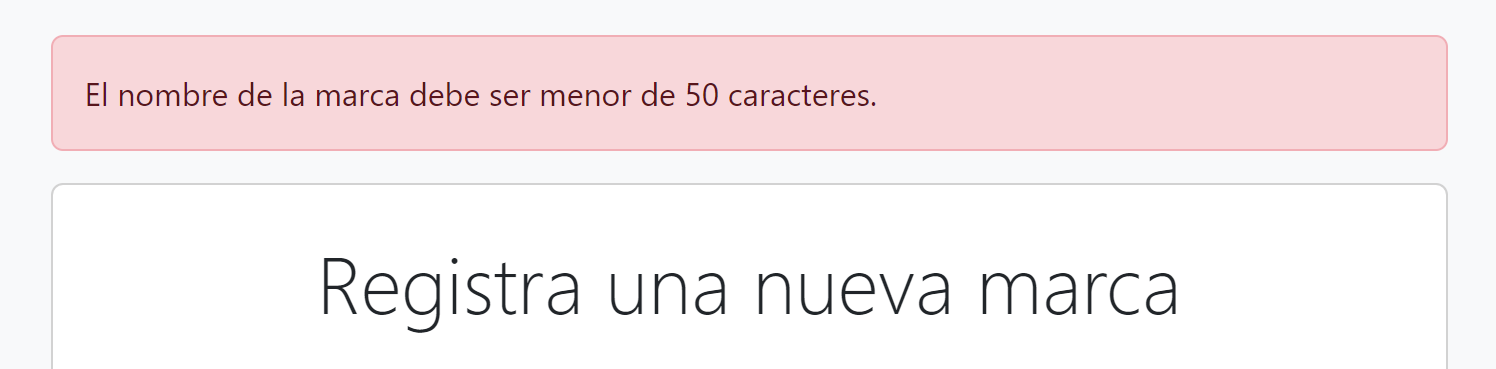 El nombre de la marca debe ser menor de 50 caracteres.
Registra una nueva marca